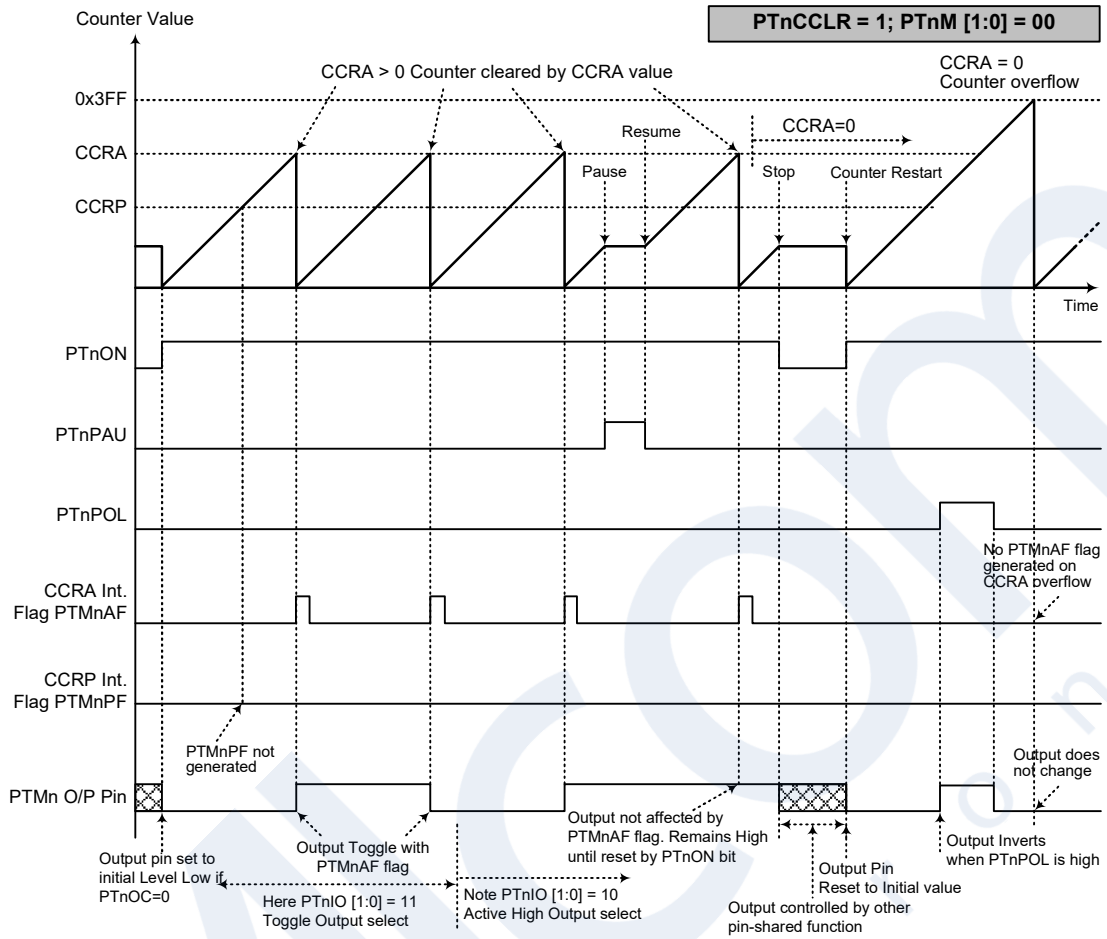 Counter Value
PTnCCLR = 1; PTnM [1:0] = 00
CCRA > 0 Counter cleared by CCRA value
CCRA = 0
Counter overflow
0x3FF
CCRA=0
Resume
CCRA
Pause
Stop
Counter Restart
CCRP
Time
PTnON
PTnPAU
PTnPOL
No PTMnAF flag
generated on
CCRA overflow
CCRA Int.
Flag PTMnAF
CCRP Int.
Flag PTMnPF
PTMnPF not
generated
Output does
not change
PTMn O/P Pin
Output pin set to
initial Level Low if
PTnOC=0
Output Toggle with
PTMnAF flag
Output not affected by
PTMnAF flag. Remains High
until reset by PTnON bit
Output Inverts
when PTnPOL is high
Output Pin
Reset to Initial value
Here PTnIO [1:0] = 11
Toggle Output select
Note PTnIO [1:0] = 10
Active High Output select
Output controlled by other
pin-shared function